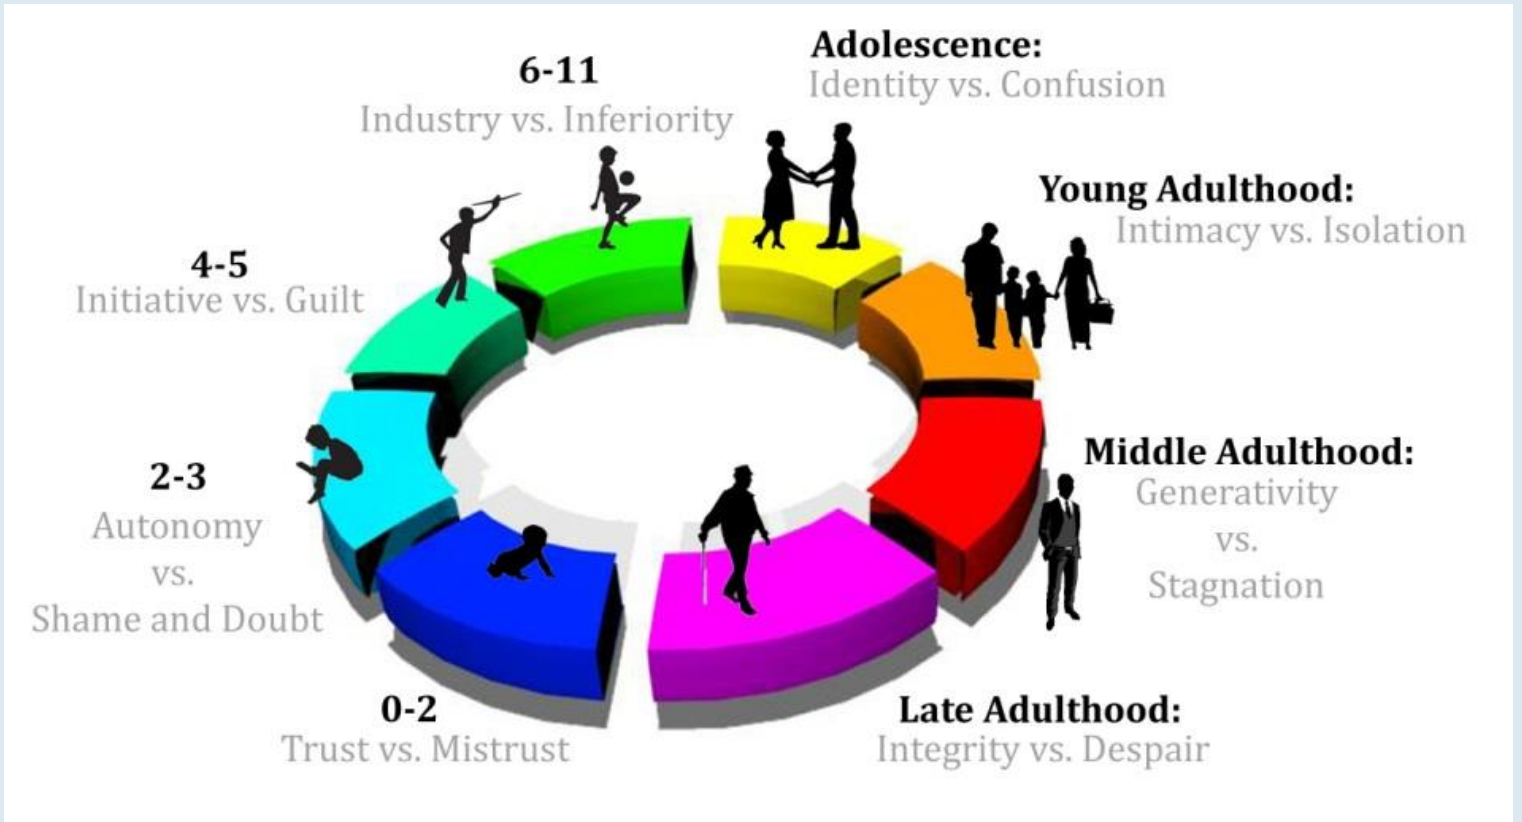 6-11
Industry vs. Inferiority
Adolescence:
Identity vs. Confusion
Young Adulthood:
Intimacy vs. Isolation
4-5
Initiative vs. Guilt
2-3
Autonomy
vs.
Shame and Doubt
Middle Adulthood:
Generativity
vs.
Stagnation
0-2
Trust vs. Mistrust
Late Adulthood:
Integrity vs. Despair